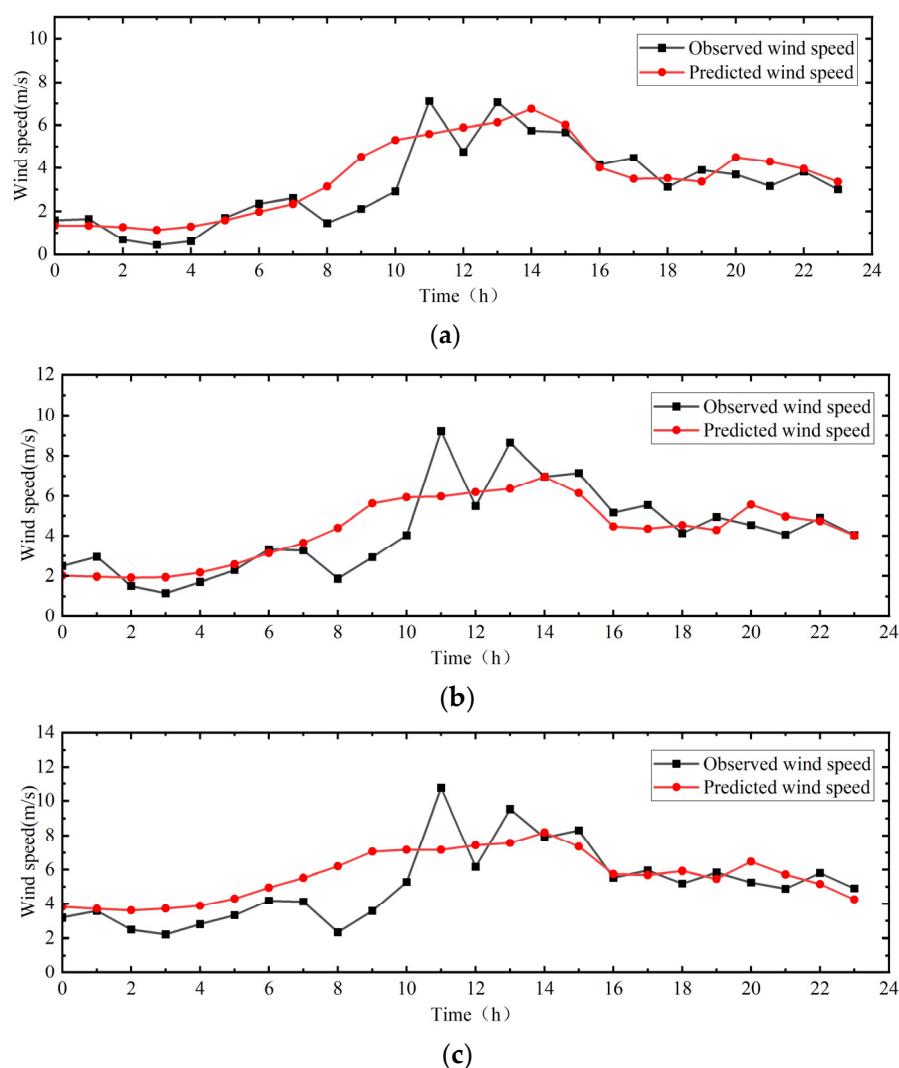 10
8
6
4
2
0
Wind speed(m/s)
Observed wind speed
Predicted wind speed
0 2 4 6 8 10 12 14 16 18 20 22 24
Time（h）
(a)
12
10
8
6
4
2
0
Wind speed(m/s)
Observed wind speed
Predicted wind speed
0 2 4 6 8 10 12 14 16 18 20 22 24
Time（h）
(b)
14
12
10
8
6
4
2
0
Wind speed(m/s)
Observed wind speed
Predicted wind speed
0 2 4 6 8 10 12 14 16 18 20 22 24
Time（h）
(c)